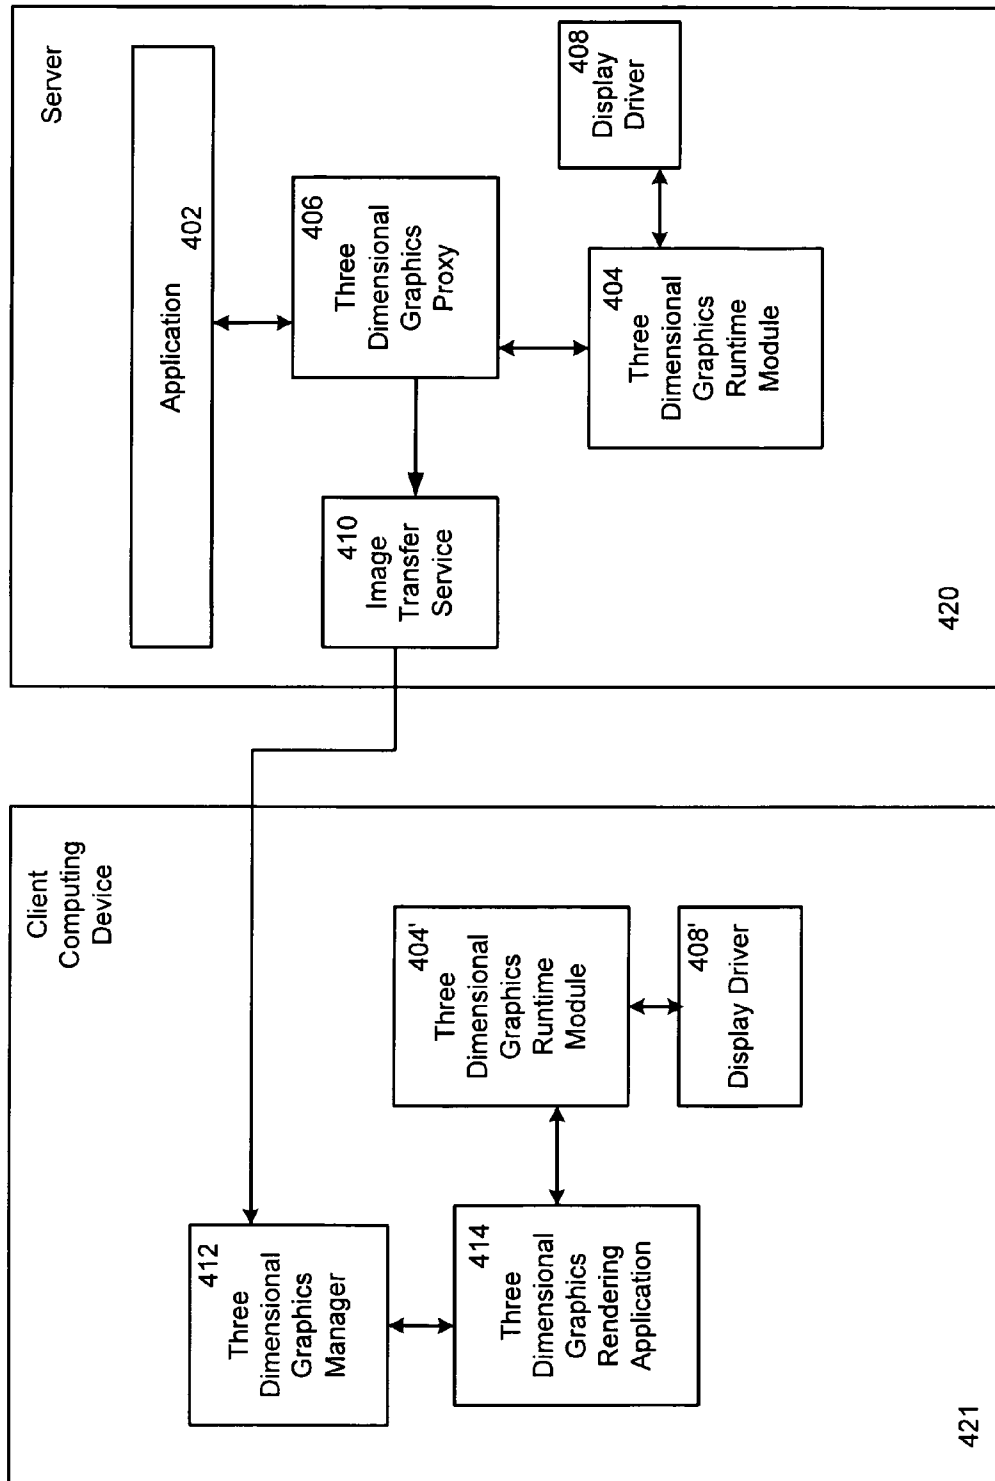 Client
Computing
Device
412
Three
Dimensional
Graphics
Manager
414
Three
Dimensional
Graphics
Rendering
Application
404'
Three
Dimensional
Graphics
Runtime
Module
408'
Display Driver
421
Server
Application
402
410
Image
Transfer
Service
406
Three
Dimensional
Graphics
Proxy
404
Three
Dimensional
Graphics
Runtime
Module
408
Display
Driver
420